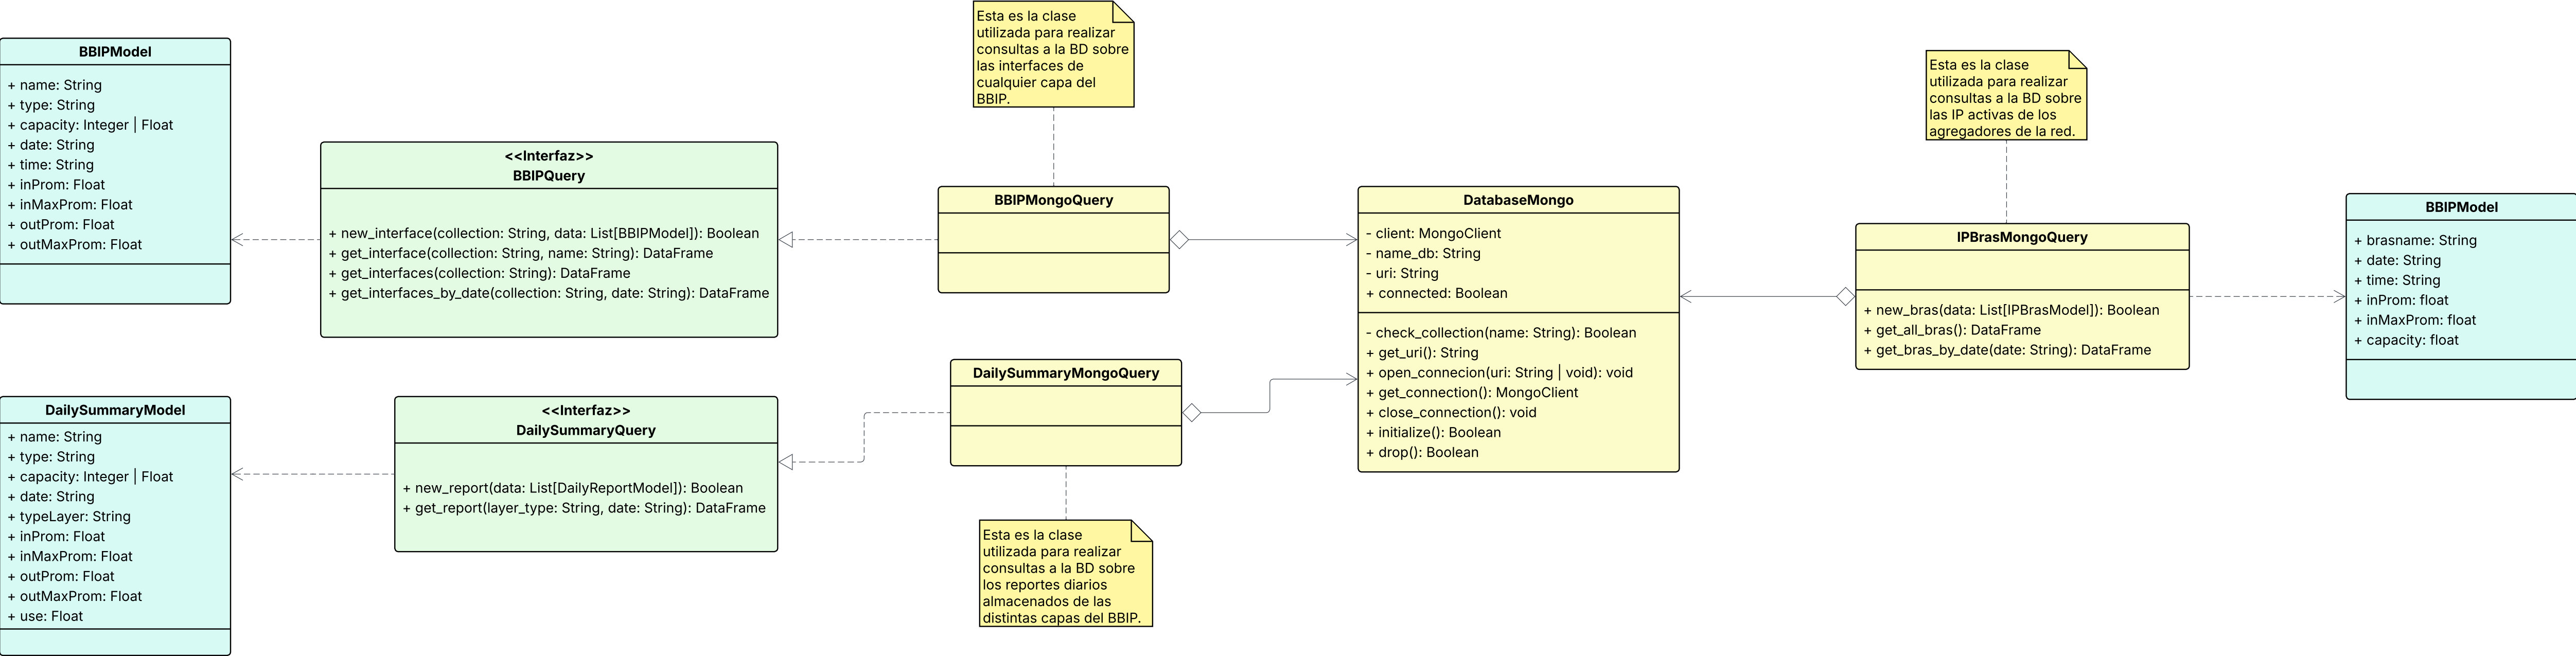 BBIPModel
+ name: String
+ type: String
+ capacity: Integer | Float
+ date: String
+ time: String
+ inProm: Float
+ inMaxProm: Float
+ outProm: Float
+ outMaxProm: Float
<<Interfaz>>
BBIPQuery
+ new_interface(collection: String, data: List[BBIPModel]): Boolean
+ get_interface(collection: String, name: String): DataFrame
+ get_interfaces(collection: String): DataFrame
+ get_interfaces_by_date(collection: String, date: String): DataFrame
Esta es la clase
utilizada para realizar
consultas a la BD sobre
las interfaces de
cualquier capa del
BBIP.
BBIPMongoQuery
DatabaseMongo
- client: MongoClient
- name_db: String
- uri: String
+ connected: Boolean
- check_collection(name: String): Boolean
+ get_uri(): String
+ open_connecion(uri: String | void): void
+ get_connection(): MongoClient
+ close_connection(): void
+ initialize(): Boolean
+ drop(): Boolean
Esta es la clase
utilizada para realizar
consultas a la BD sobre
las IP activas de los
agregadores de la red.
IPBrasMongoQuery
+ new_bras(data: List[IPBrasModel]): Boolean
+ get_all_bras(): DataFrame
+ get_bras_by_date(date: String): DataFrame
BBIPModel
+ brasname: String
+ date: String
+ time: String
+ inProm: float
+ inMaxProm: float
+ capacity: float
DailySummaryModel
+ name: String
+ type: String
+ capacity: Integer | Float
+ date: String
+ typeLayer: String
+ inProm: Float
+ inMaxProm: Float
+ outProm: Float
+ outMaxProm: Float
+ use: Float
<<Interfaz>>
DailySummaryQuery
+ new_report(data: List[DailyReportModel]): Boolean
+ get_report(layer_type: String, date: String): DataFrame
DailySummaryMongoQuery
Esta es la clase
utilizada para realizar
consultas a la BD sobre
los reportes diarios
almacenados de las
distintas capas del BBIP.